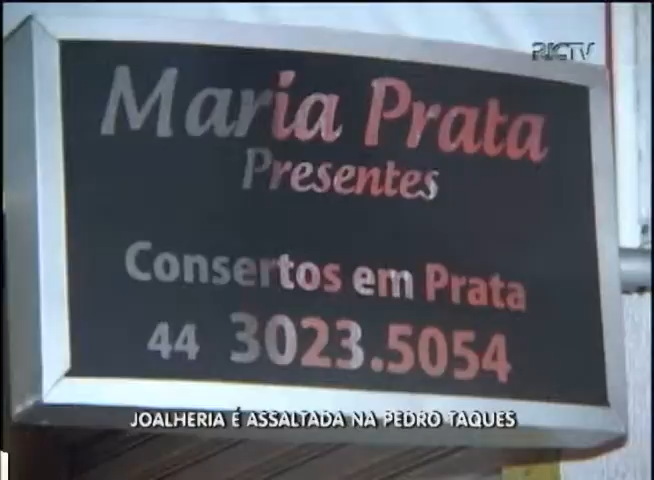 RICTV
Maria Prata
Presentes
Consertos em Prata
44 3023.5054
JOALHERIA É ASSALTADA NA PEDRO TAQUES